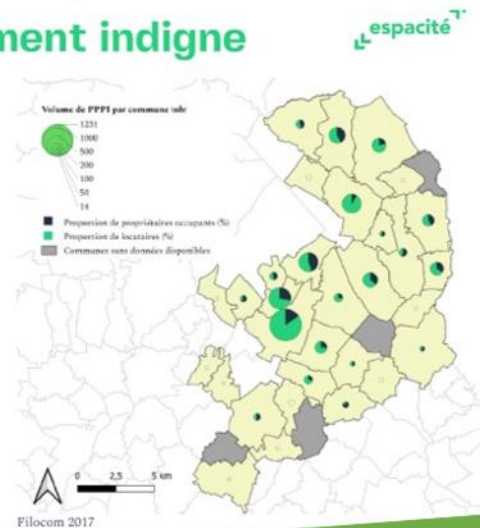 ment indigne
espacité
Volume de PPPI par commune (nbr
1231
1000
500
200
100
50
14
Proportion de propriétaires occupants (%)
Proportion de locataires (%)
Communes sans données disponibles
0 2,5 5 km
Filocom 2017